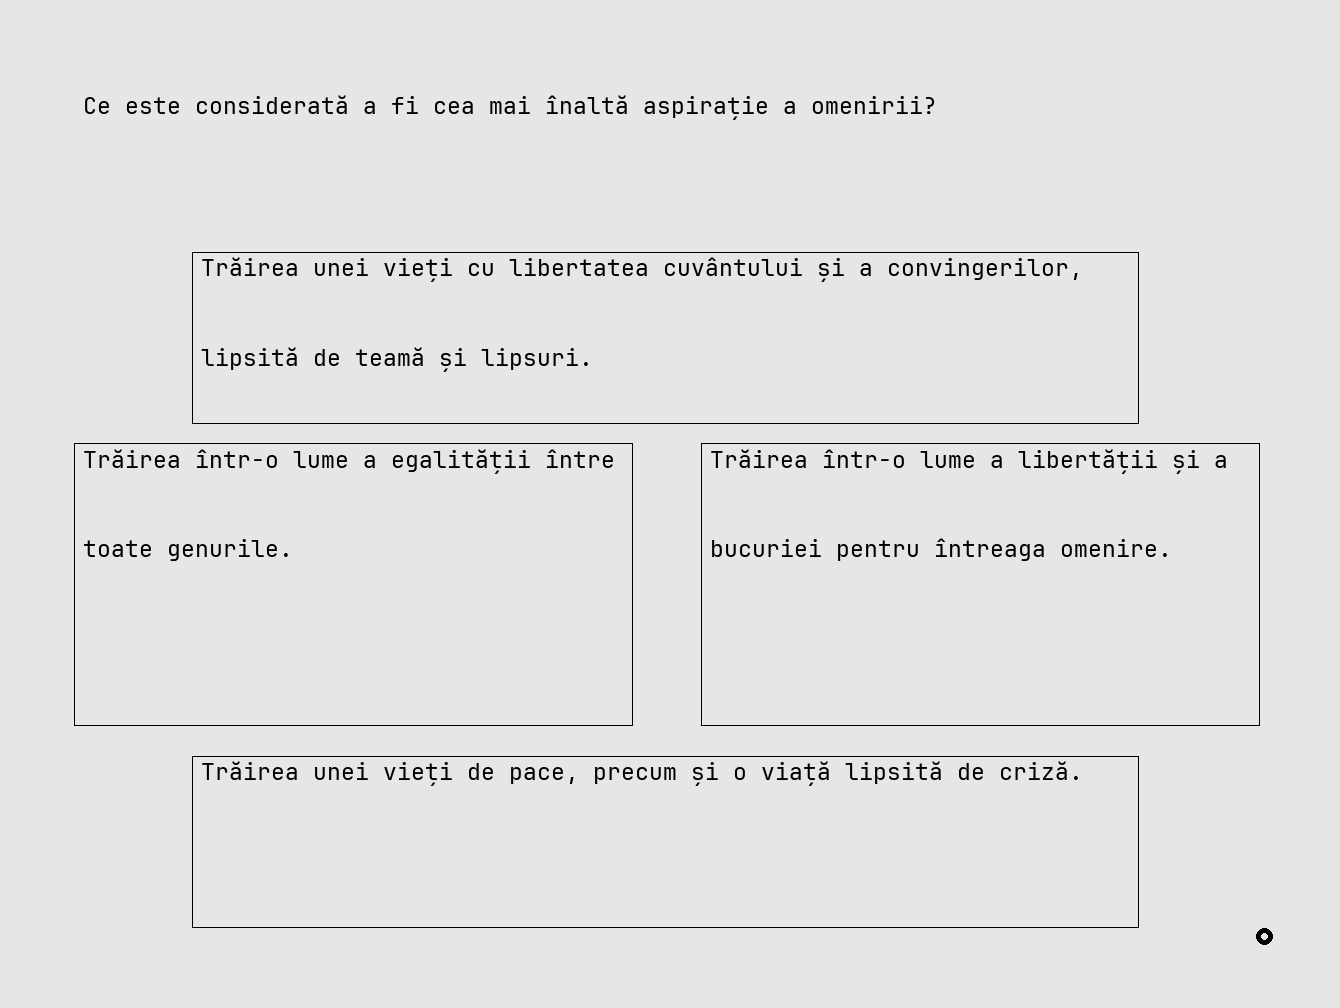 Ce este considerată a fi cea mai înaltă aspirație a omenirii?
Trăirea unei vieți cu libertatea cuvântului și a convingerilor,
lipsită de teamă și lipsuri.
Trăirea într-o lume a egalității între
toate genurile.
Trăirea într-o lume a libertății și a
bucuriei pentru întreaga omenire.
Trăirea unei vieți de pace, precum și o viață lipsită de criză.